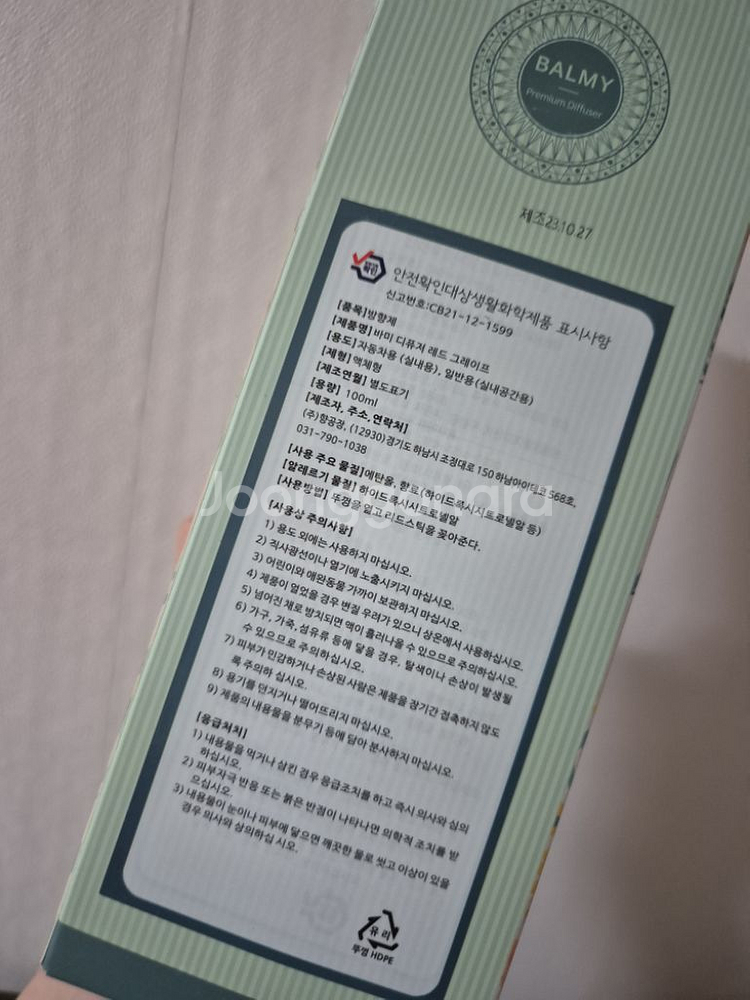 BALMY
Premium Diffuser
제조23.10.27
안전확인대상생활화학제품 표시사항
신고번호:CB21-12-1599
[품목]방향제
[제품명]바미 디퓨저 레드 그레이프
[용도]자동차용(실내용), 일반용(실내공간용)
[제형]액체형
[제조연월]별도표기
[용량] 100ml
[제조자, 주소,연락처]
(주)향공장, (12930)경기도 하남시 조정대로 150 하남아이테코 568호,
031-790-1038
[사용 주요 물질]에탄올, 향료(하이드록시시트로넬알 등)
[알레르기 물질]하이드록시시트로넬알
[사용방법] 뚜껑을 열고 리드스틱을 꽂아준다.
[사용상 주의사항]
1) 용도 외에는 사용하지 마십시오.
2) 직사광선이나 열기에 노출시키지 마십시오.
3) 어린이와 애완동물 가까이 보관하지 마십시오.
4) 제품이 얼었을 경우 변질 우려가 있으니 상온에서 사용하십시오.
5) 넘어진 채로 방치되면 액이 흘러나올 수 있으므로 주의하십시오.
6) 가구, 가죽, 섬유류 등에 닿을 경우, 탈색이나 손상이 발생될
수 있으므로 주의하십시오.
7) 피부가 민감하거나 손상된 사람은 제품을 장기간 접촉하지 않도
록 주의하 십시오.
8) 용기를 던지거나 떨어뜨리지 마십시오.
9) 제품의 내용물을 분무기 등에 담아 분사하지 마십시오.
[응급처치]
1) 내용물을 먹거나 삼킨 경우 응급조치를 하고 즉시 의사와 상의
하십시오.
2) 피부자극 반응 또는 붉은 반점이 나타나면 의학적 조치를 받
으십시오.
3) 내용물이 눈이나 피부에 닿으면 깨끗한 물로 씻고 이상이 있을
경우 의사와 상의하십 시오.
유리
뚜껑 HDPE
Joonggonara